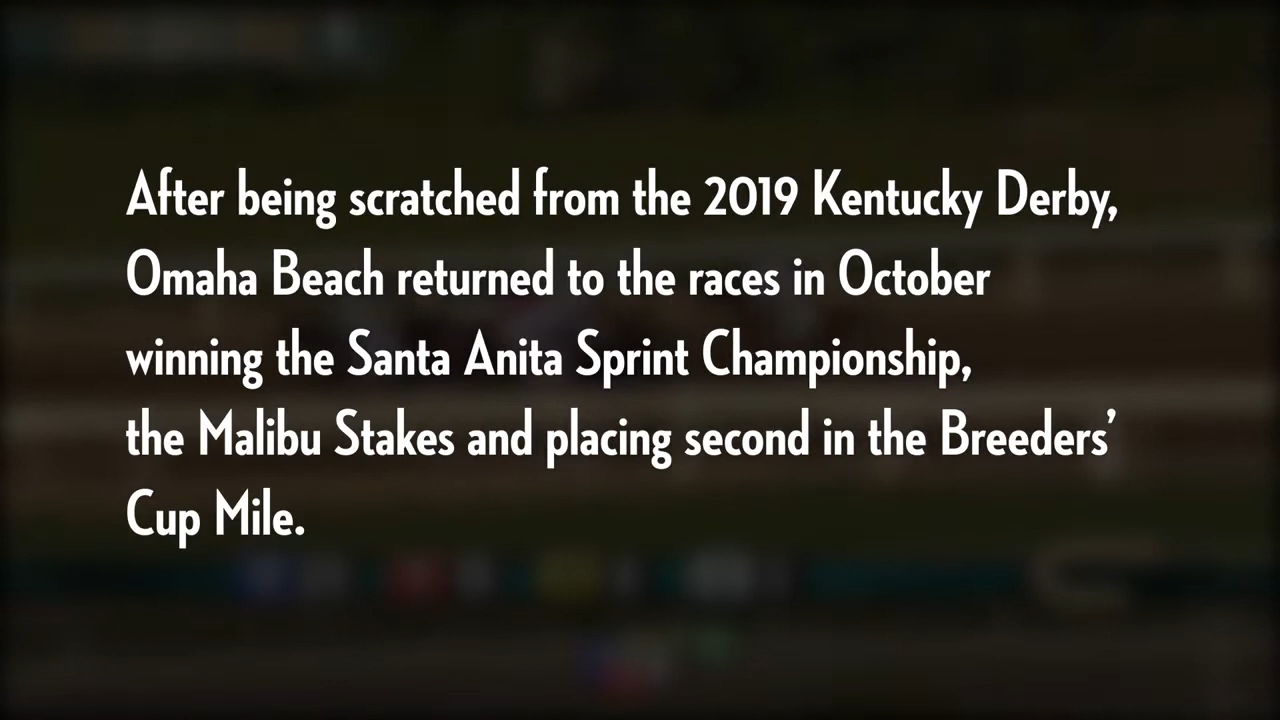 After being scratched from the 2019 Kentucky Derby,
Omaha Beach returned to the races in October
winning the Santa Anita Sprint Championship,
the Malibu Stakes and placing second in the Breeders’
Cup Mile.